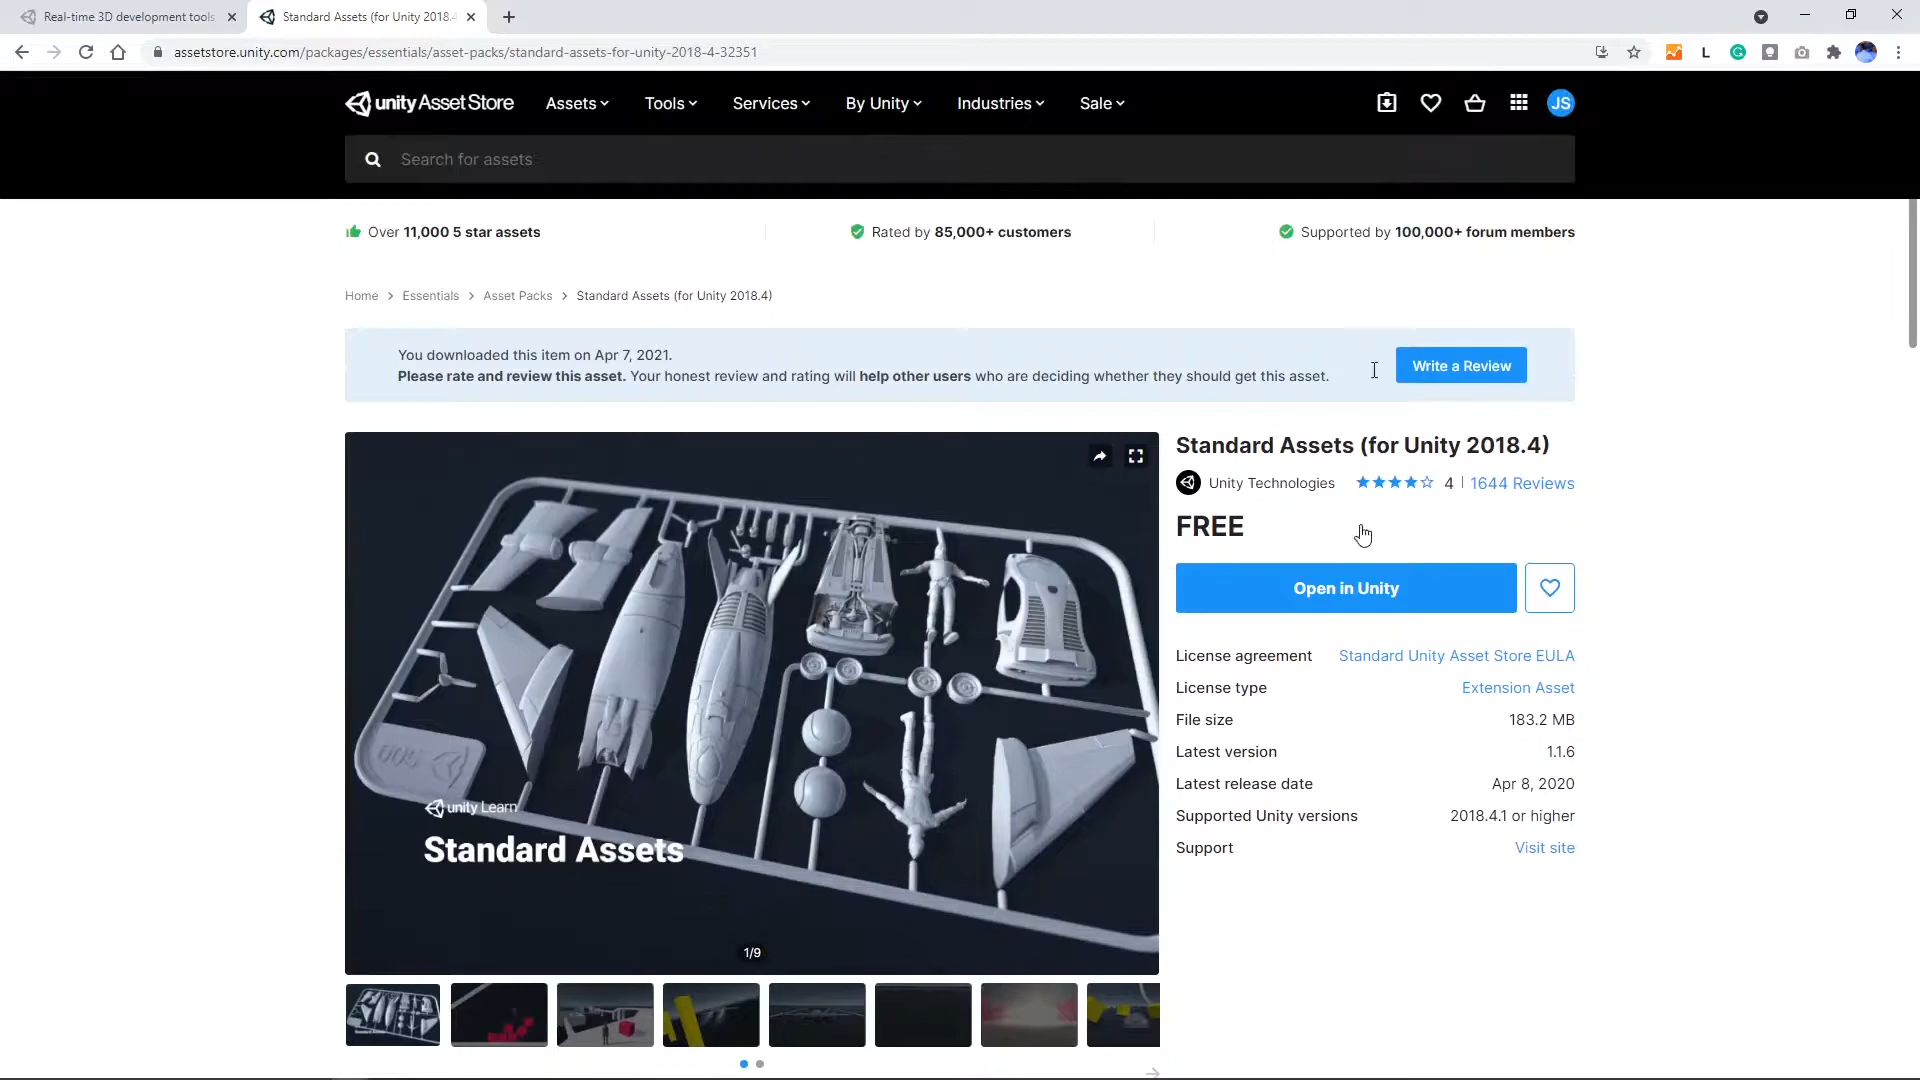 Real-time 3D development tools
Standard Assets (for Unity 2018.4
assetstore.unity.com/packages/essentials/asset-packs/standard-assets-for-unity-2018-4-32351
L
unity Asset Store
Assets
Tools
Services
By Unity
Industries
Sale
JS
Search for assets
Over 11,000 5 star assets
Rated by 85,000+ customers
Supported by 100,000+ forum members
Home > Essentials > Asset Packs > Standard Assets (for Unity 2018.4)
You downloaded this item on Apr 7, 2021.
Please rate and review this asset. Your honest review and rating will help other users who are deciding whether they should get this asset.
Write a Review
Standard Assets (for Unity 2018.4)
Unity Technologies
4 | 1644 Reviews
FREE
Open in Unity
License agreement Standard Unity Asset Store EULA
License type Extension Asset
File size 183.2 MB
Latest version 1.1.6
Latest release date Apr 8, 2020
Supported Unity versions 2018.4.1 or higher
Support Visit site
005
unity Learn
Standard Assets
1/9